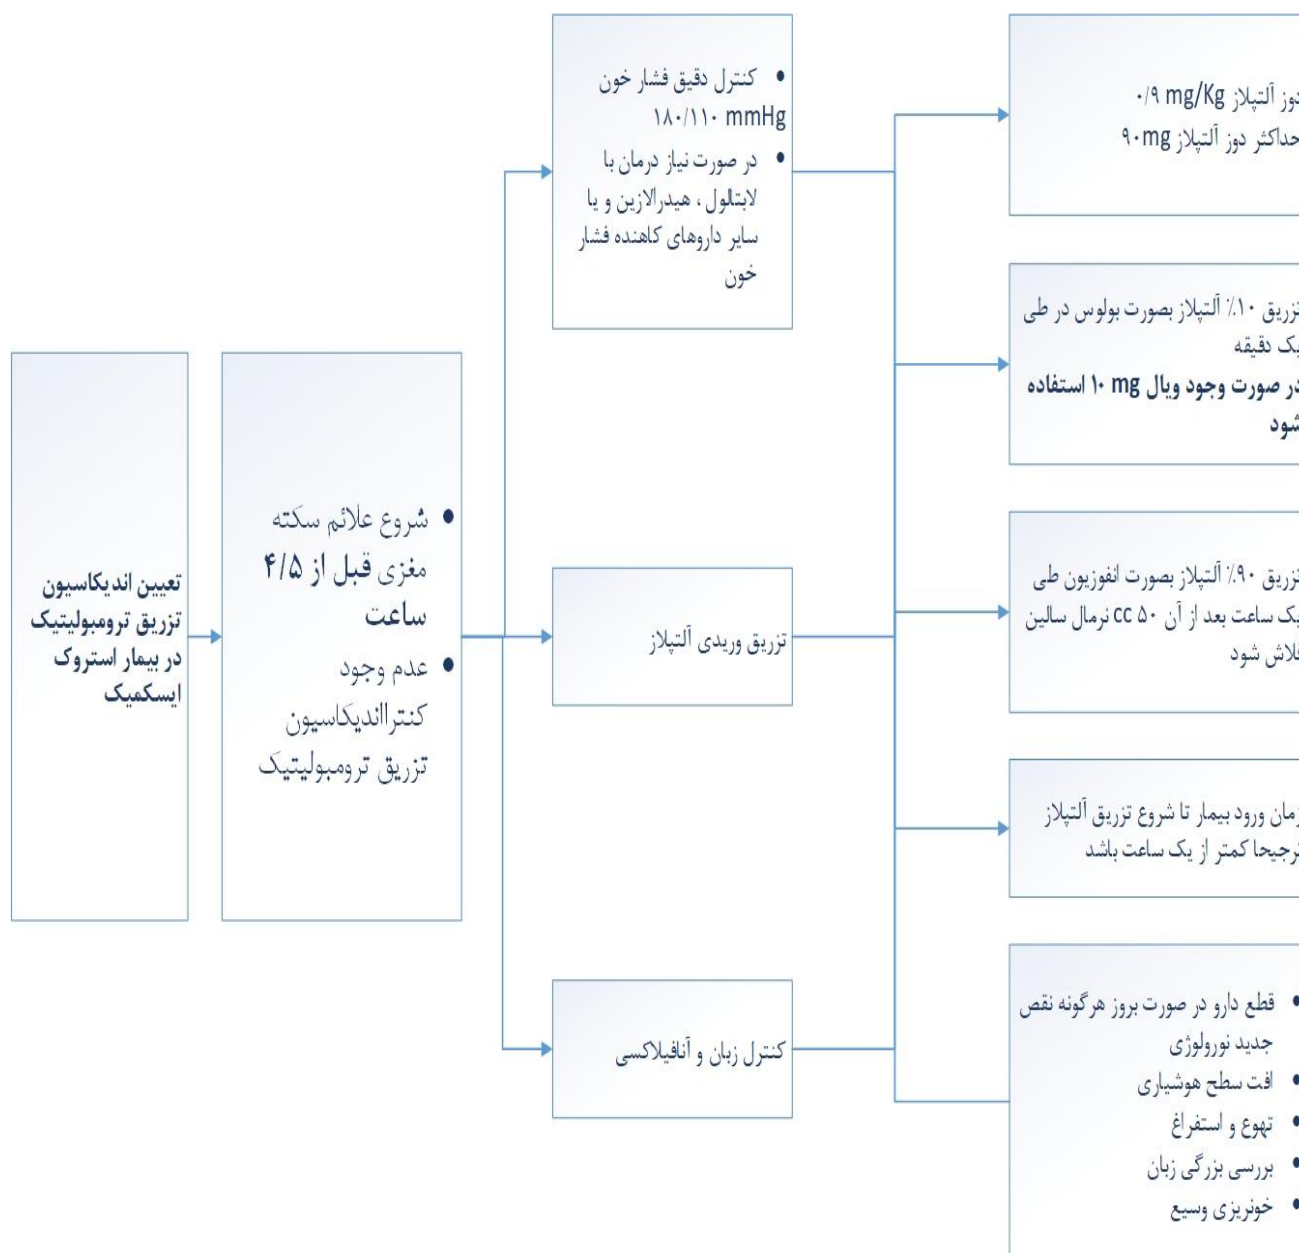 تعیین اندیکاسیون
تزریق ترومبولیتیک
در بیمار استروک
ایسکمیک
• شروع علائم سکته
مغزی قبل از ۴/۵
ساعت
• عدم وجود
کنترااندیکاسیون
تزریق ترومبولیتیک
• کنترل دقیق فشار خون
۱۸۰/۱۱۰ mmHg
• در صورت نیاز درمان با
لابتالول ، هیدرالازین و یا
سایر داروهای کاهنده فشار
خون
تزریق وریدی آلتپلاز
کنترل زبان و آنافیلاکسی
دوز آلتپلاز ۰/۹ mg/Kg
حداکثر دوز آلتپلاز ۹۰mg
تزریق ۱۰٪ آلتپلاز بصورت بولوس در طی
یک دقیقه
در صورت وجود ویال ۱۰ mg استفاده
شود
تزریق ۹۰٪ آلتپلاز بصورت انفوزیون طی
یک ساعت بعد از آن ۵۰ cc نرمال سالین
فلاش شود
زمان ورود بیمار تا شروع تزریق آلتپلاز
ترجیحا کمتر از یک ساعت باشد
• قطع دارو در صورت بروز هرگونه نقص
جدید نورولوژی
• افت سطح هوشیاری
• تهوع و استفراغ
• بررسی بزرگی زبان
• خونریزی وسیع